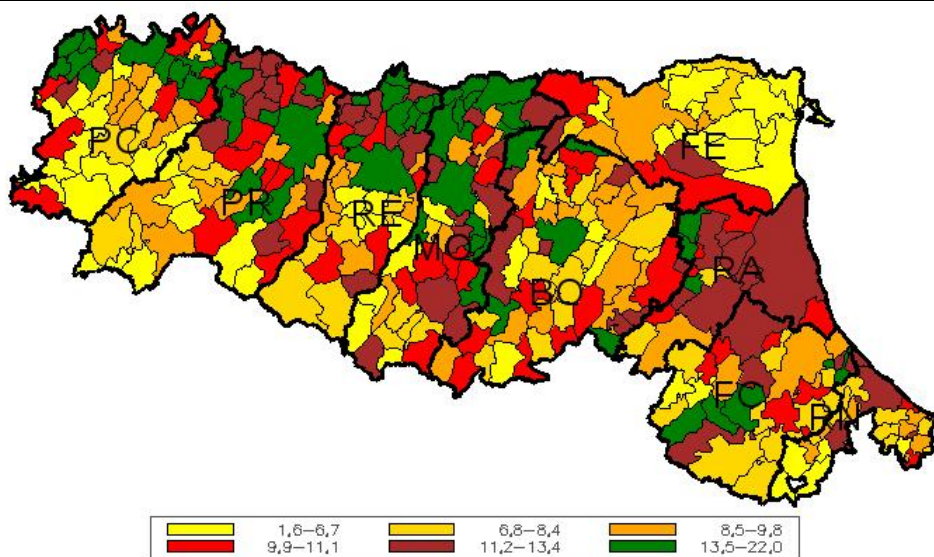 PC
FE
PR
RE
MO
RA
BO
FC
RN
1,6-6,7 6,8-8,4 8,5-9,8
9,9-11,1 11,2-13,4 13,5-22,0